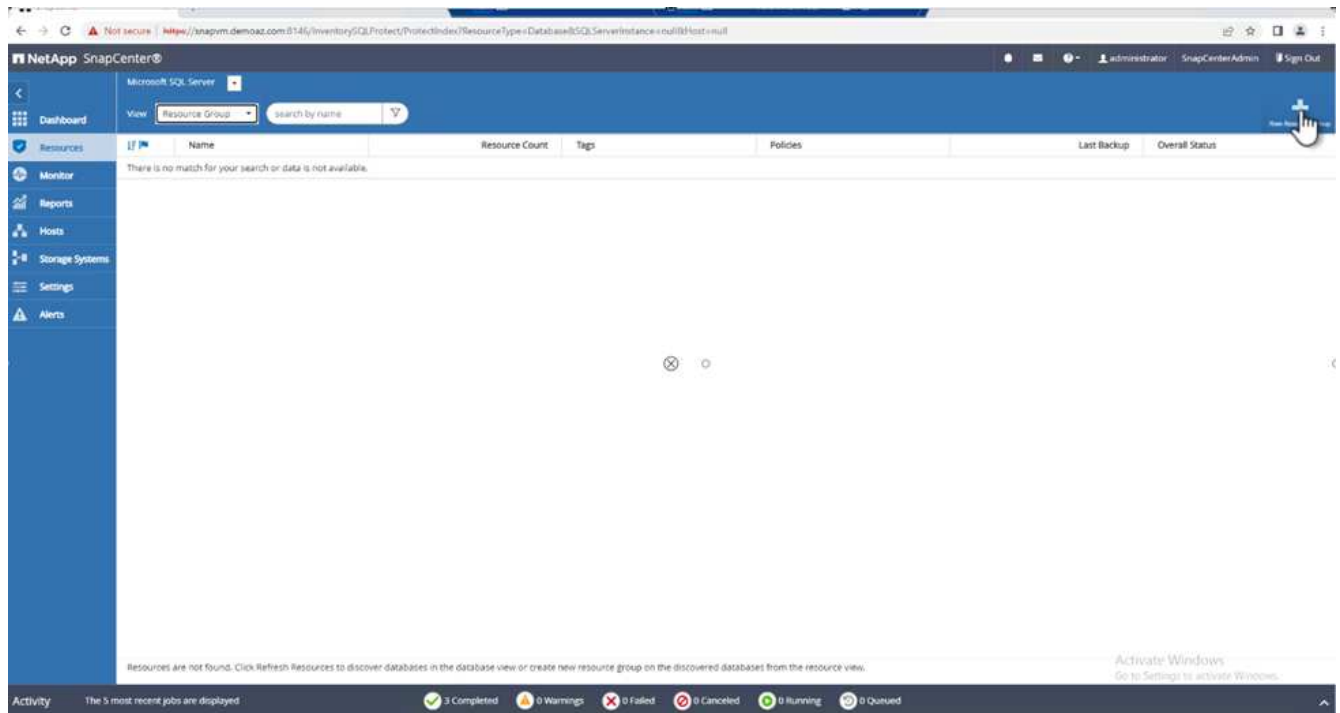 Not secure | https://snapvm.demoaz.com:8146/InventorySQLProtect/ProtectIndex?ResourceType=Database&SQLServerInstance=null&Host=null
NetApp SnapCenter®
administrator SnapCenterAdmin Sign Out
Microsoft SQL Server
View Resource Group search by name
Dashboard
Resources
Monitor
Reports
Hosts
Storage Systems
Settings
Alerts
Name Resource Count Tags Policies Last Backup Overall Status
There is no match for your search or data is not available.
Resources are not found. Click Refresh Resources to discover databases in the database view or create new resource group on the discovered databases from the resource view.
Activate Windows
Go to Settings to activate Windows.
Activity The 5 most recent jobs are displayed 3 Completed 0 Warnings 0 Failed 0 Canceled 0 Running 0 Queued